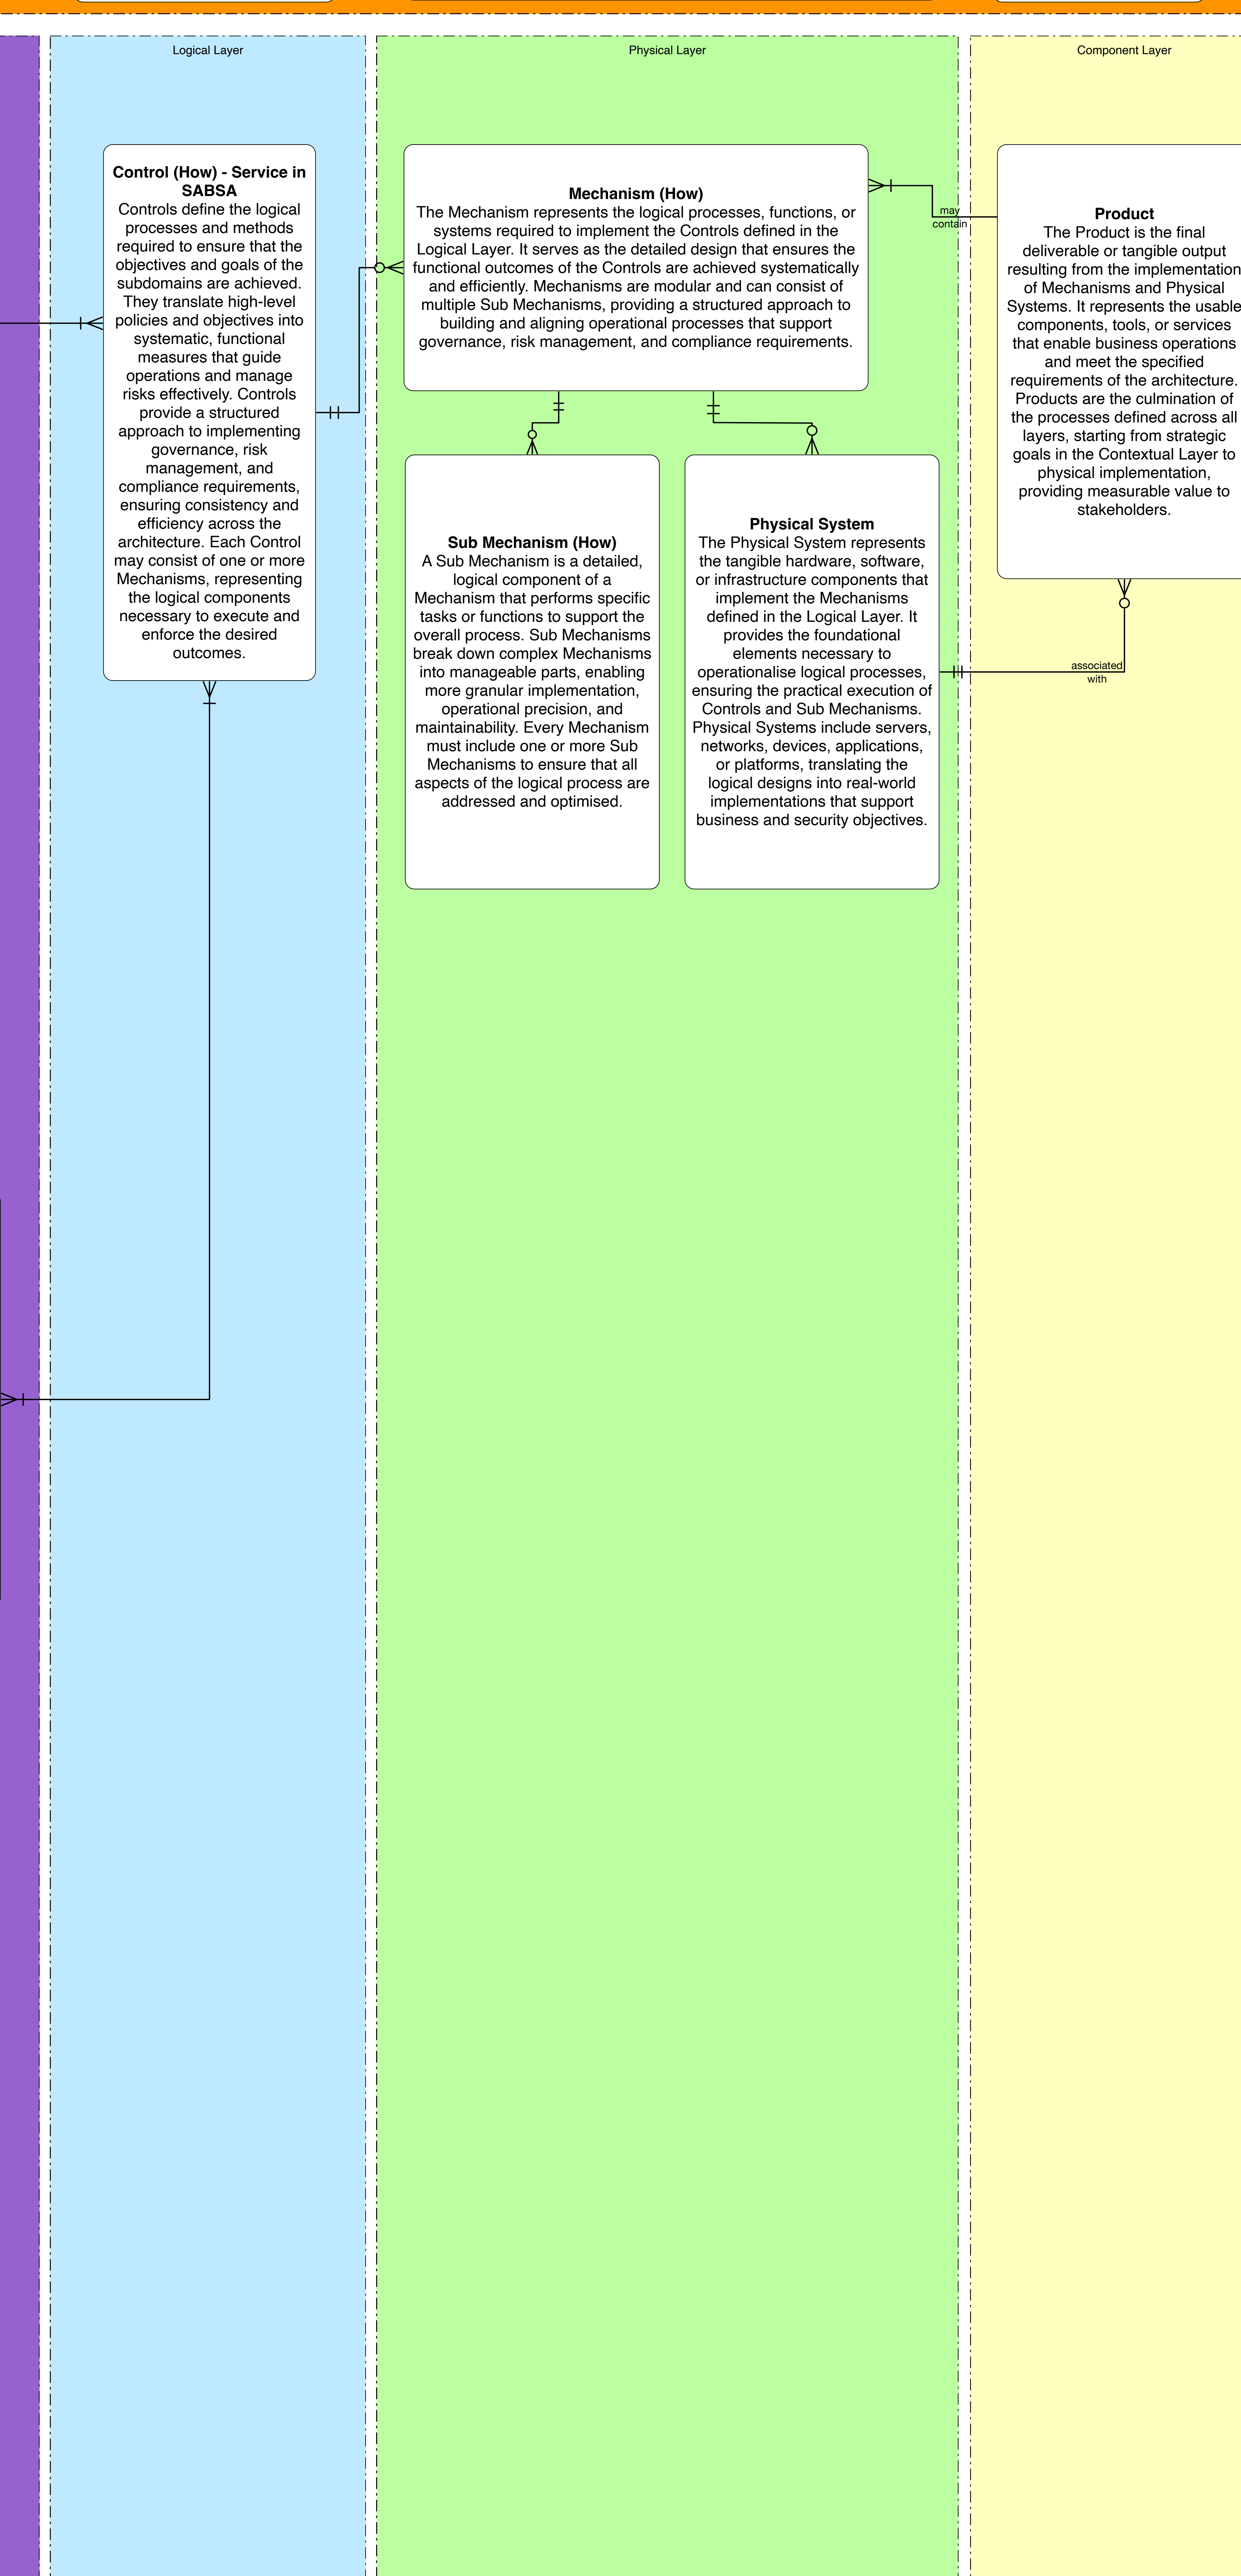 Logical Layer
Physical Layer
Component Layer
Control (How) - Service in
SABSA
Controls define the logical
processes and methods
required to ensure that the
objectives and goals of the
subdomains are achieved.
They translate high-level
policies and objectives into
systematic, functional
measures that guide
operations and manage
risks effectively. Controls
provide a structured
approach to implementing
governance, risk
management, and
compliance requirements,
ensuring consistency and
efficiency across the
architecture. Each Control
may consist of one or more
Mechanisms, representing
the logical components
necessary to execute and
enforce the desired
outcomes.
Mechanism (How)
The Mechanism represents the logical processes, functions, or
systems required to implement the Controls defined in the
Logical Layer. It serves as the detailed design that ensures the
functional outcomes of the Controls are achieved systematically
and efficiently. Mechanisms are modular and can consist of
multiple Sub Mechanisms, providing a structured approach to
building and aligning operational processes that support
governance, risk management, and compliance requirements.
may
contain
Sub Mechanism (How)
A Sub Mechanism is a detailed,
logical component of a
Mechanism that performs specific
tasks or functions to support the
overall process. Sub Mechanisms
break down complex Mechanisms
into manageable parts, enabling
more granular implementation,
operational precision, and
maintainability. Every Mechanism
must include one or more Sub
Mechanisms to ensure that all
aspects of the logical process are
addressed and optimised.
Physical System
The Physical System represents
the tangible hardware, software,
or infrastructure components that
implement the Mechanisms
defined in the Logical Layer. It
provides the foundational
elements necessary to
operationalise logical processes,
ensuring the practical execution of
Controls and Sub Mechanisms.
Physical Systems include servers,
networks, devices, applications,
or platforms, translating the
logical designs into real-world
implementations that support
business and security objectives.
Product
The Product is the final
deliverable or tangible output
resulting from the implementation
of Mechanisms and Physical
Systems. It represents the usable
components, tools, or services
that enable business operations
and meet the specified
requirements of the architecture.
Products are the culmination of
the processes defined across all
layers, starting from strategic
goals in the Contextual Layer to
physical implementation,
providing measurable value to
stakeholders.
associated
with